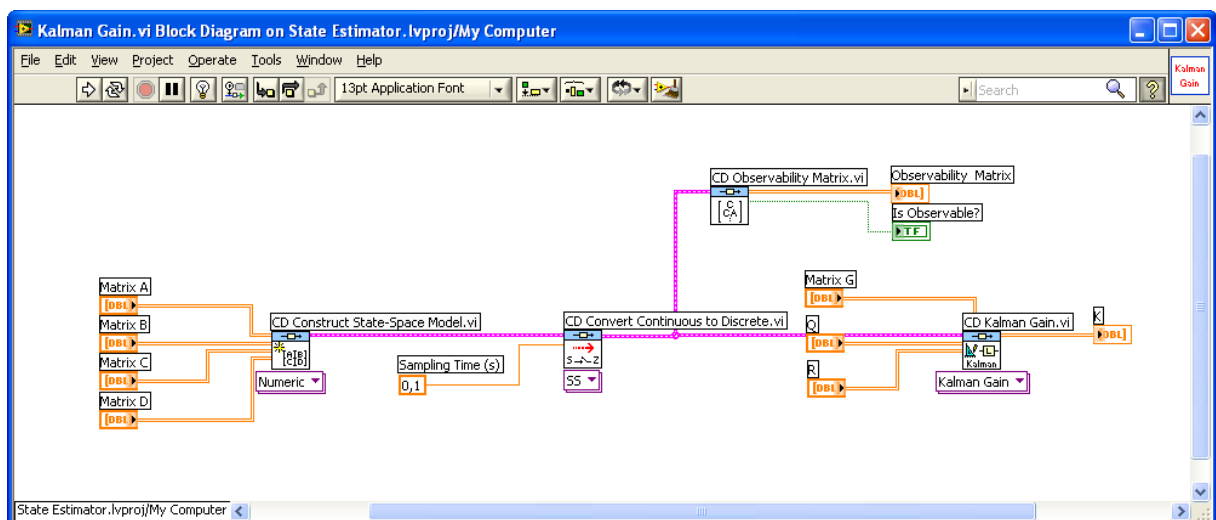 Kalman Gain.vi Block Diagram on State Estimator.lvproj/My Computer
File Edit View Project Operate Tools Window Help
13pt Application Font
Search
Kalman
Gain
CD Observability Matrix.vi
Observability Matrix
DBL]
C
CA
Is Observable?
TF
Matrix A
[DBL]
Matrix B
[DBL]
Matrix C
[DBL]
Matrix D
[DBL]
CD Construct State-Space Model.vi
[A|B]
[C|D]
Numeric
Sampling Time (s)
0,1
CD Convert Continuous to Discrete.vi
S Z
SS
Matrix G
[DBL]
Q
[DBL]
R
[DBL]
CD Kalman Gain.vi
L
Kalman
Kalman Gain
K
DBL]
State Estimator.lvproj/My Computer